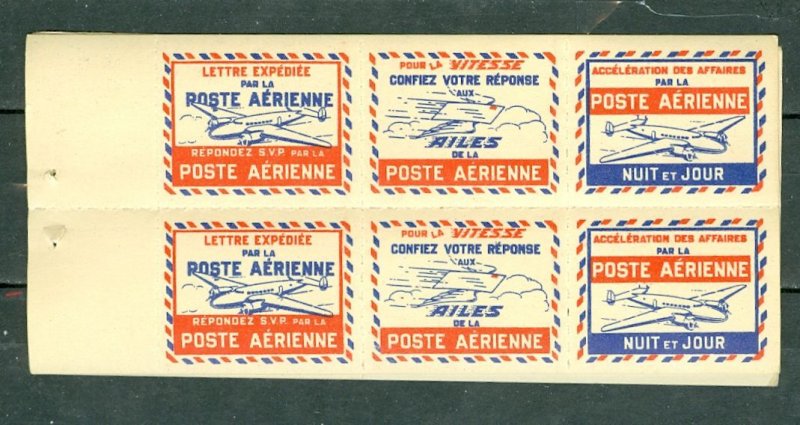 LETTRE EXPÉDIÉE
PAR LA
POSTE AÉRIENNE
RÉPONDEZ S.V.P. PAR LA
POSTE AÉRIENNE
POUR LA VITESSE
CONFIEZ VOTRE RÉPONSE
AUX
AILES
DE LA
POSTE AÉRIENNE
ACCÉLÉRATION DES AFFAIRES
PAR LA
POSTE AÉRIENNE
NUIT ET JOUR
LETTRE EXPÉDIÉE
PAR LA
POSTE AÉRIENNE
RÉPONDEZ S.V.P. PAR LA
POSTE AÉRIENNE
POUR LA VITESSE
CONFIEZ VOTRE RÉPONSE
AUX
AILES
DE LA
POSTE AÉRIENNE
ACCÉLÉRATION DES AFFAIRES
PAR LA
POSTE AÉRIENNE
NUIT ET JOUR